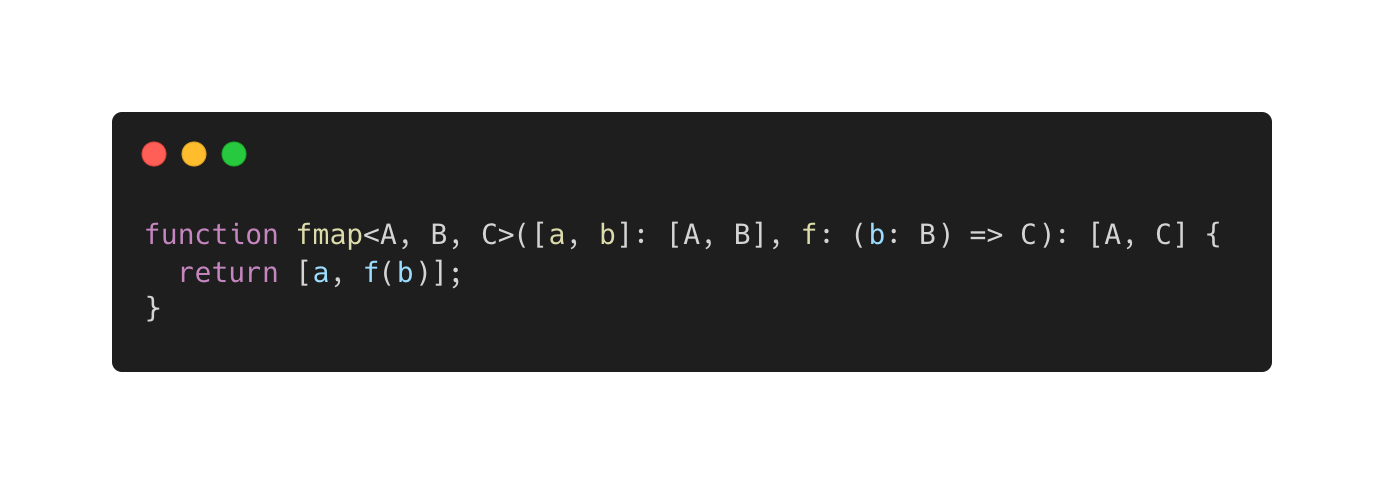 function fmap<A, B, C>([a, b]: [A, B], f: (b: B) => C): [A, C] {
  return [a, f(b)];
}